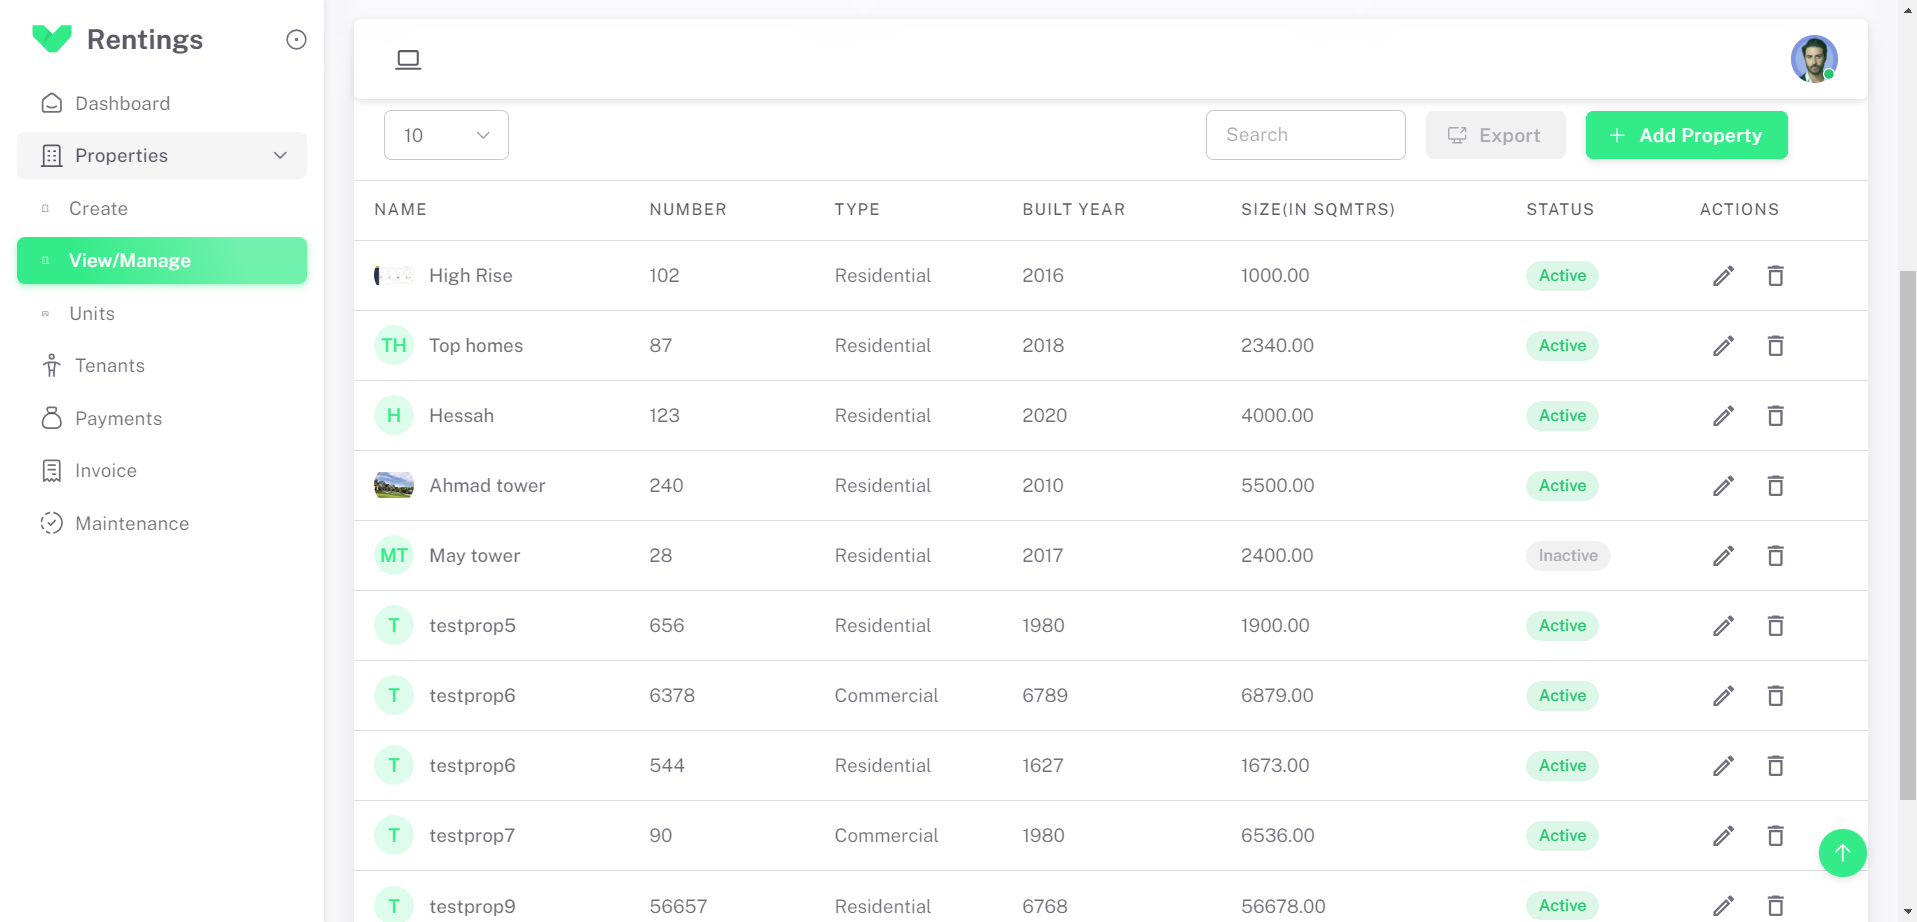 Rentings
Dashboard
Properties
Create
View/Manage
Units
Tenants
Payments
Invoice
Maintenance
10
Search
Export
Add Property
NAME NUMBER TYPE BUILT YEAR SIZE(IN SQMTRS) STATUS ACTIONS
High Rise 102 Residential 2016 1000.00 Active
TH Top homes 87 Residential 2018 2340.00 Active
H Hessah 123 Residential 2020 4000.00 Active
Ahmad tower 240 Residential 2010 5500.00 Active
MT May tower 28 Residential 2017 2400.00 Inactive
T testprop5 656 Residential 1980 1900.00 Active
T testprop6 6378 Commercial 6789 6879.00 Active
T testprop6 544 Residential 1627 1673.00 Active
T testprop7 90 Commercial 1980 6536.00 Active
T testprop9 56657 Residential 6768 56678.00 Active